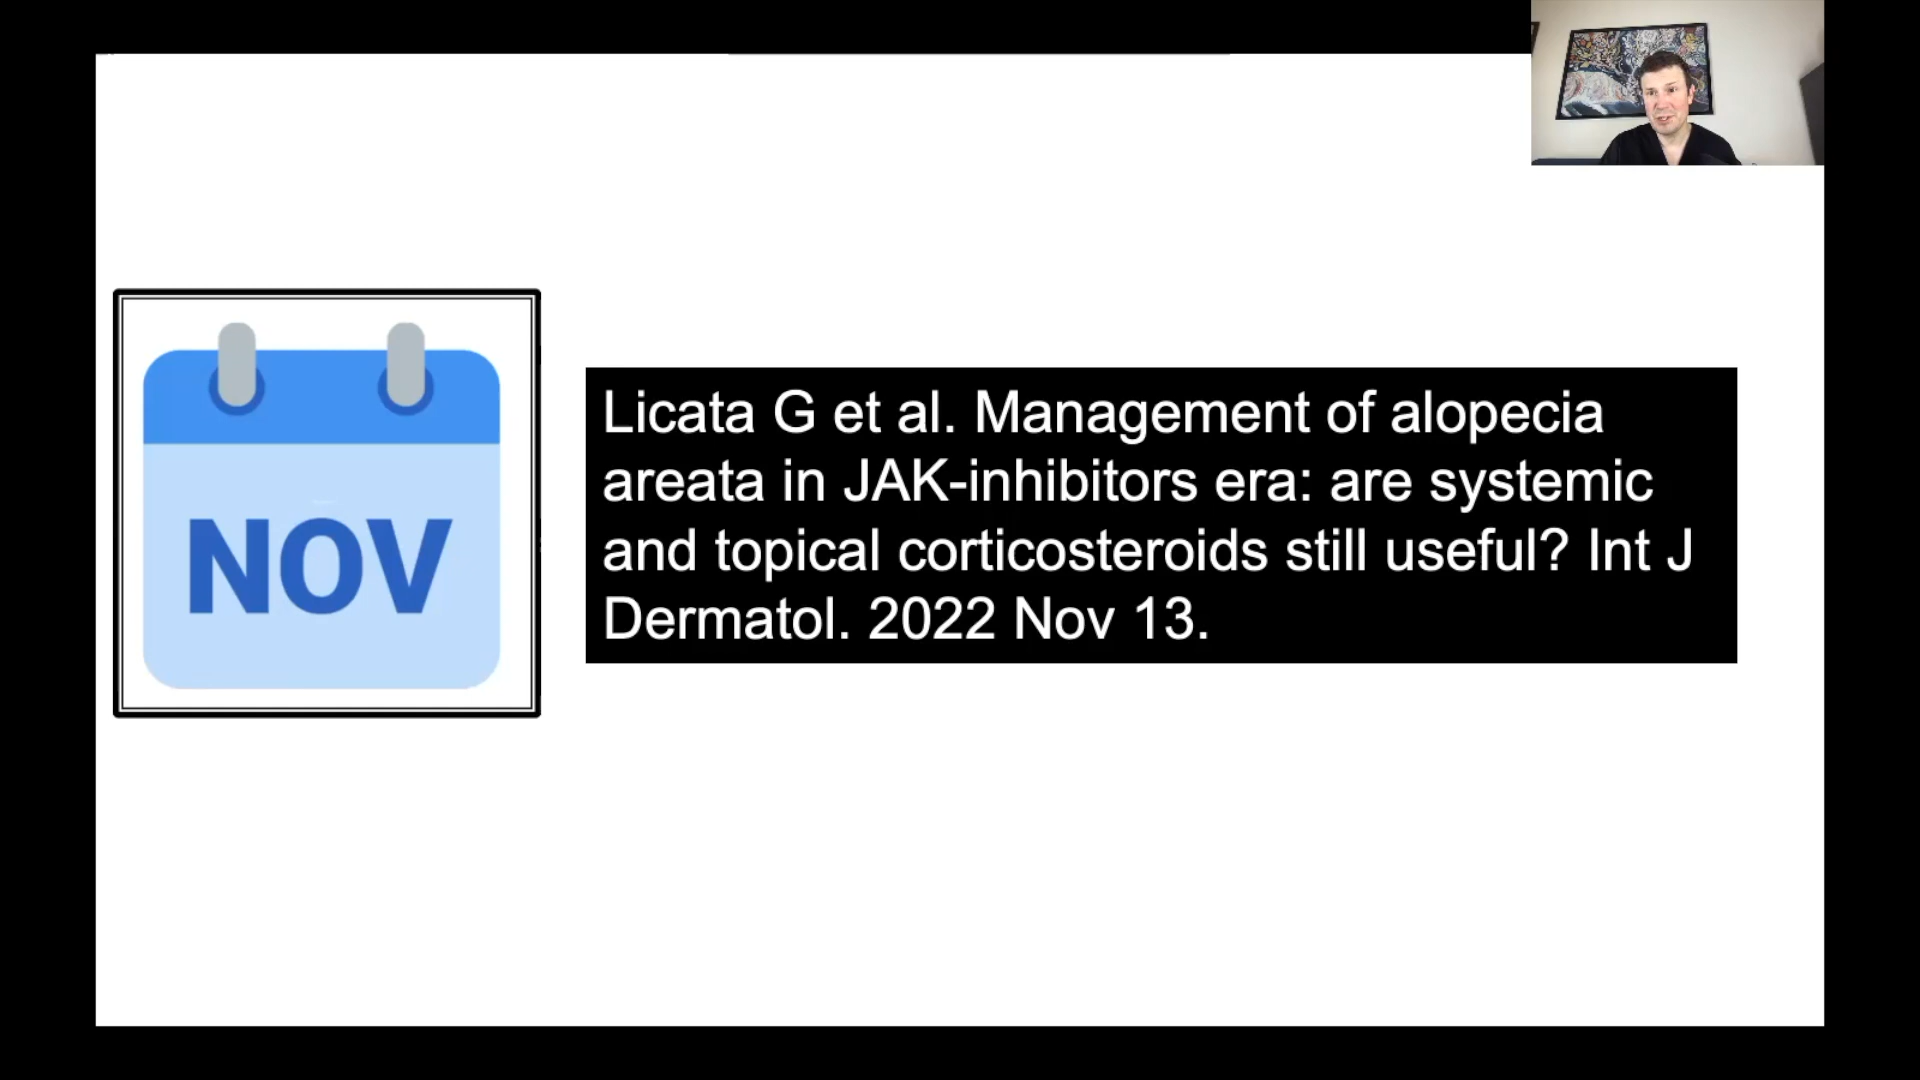 NOV
Licata G et al. Management of alopecia
areata in JAK-inhibitors era: are systemic
and topical corticosteroids still useful? Int J
Dermatol. 2022 Nov 13.